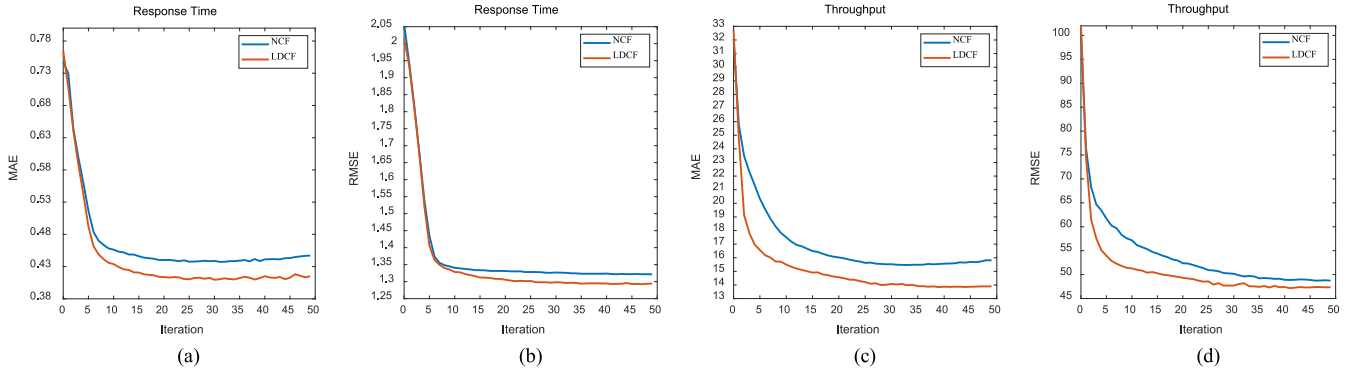 Response Time
MAE
0.78
0.73
0.68
0.63
0.58
0.53
0.48
0.43
0.38
0 5 10 15 20 25 30 35 40 45 50
NCF
LDCF
Iteration
(a)
Response Time
RMSE
2.05
2
1.95
1.9
1.85
1.8
1.75
1.7
1.65
1.6
1.55
1.5
1.45
1.4
1.35
1.3
1.25
0 5 10 15 20 25 30 35 40 45 50
NCF
LDCF
Iteration
(b)
Throughput
MAE
33
32
31
30
29
28
27
26
25
24
23
22
21
20
19
18
17
16
15
14
13
0 5 10 15 20 25 30 35 40 45 50
NCF
LDCF
Iteration
(c)
Throughput
RMSE
100
95
90
85
80
75
70
65
60
55
50
45
0 5 10 15 20 25 30 35 40 45 50
NCF
LDCF
Iteration
(d)